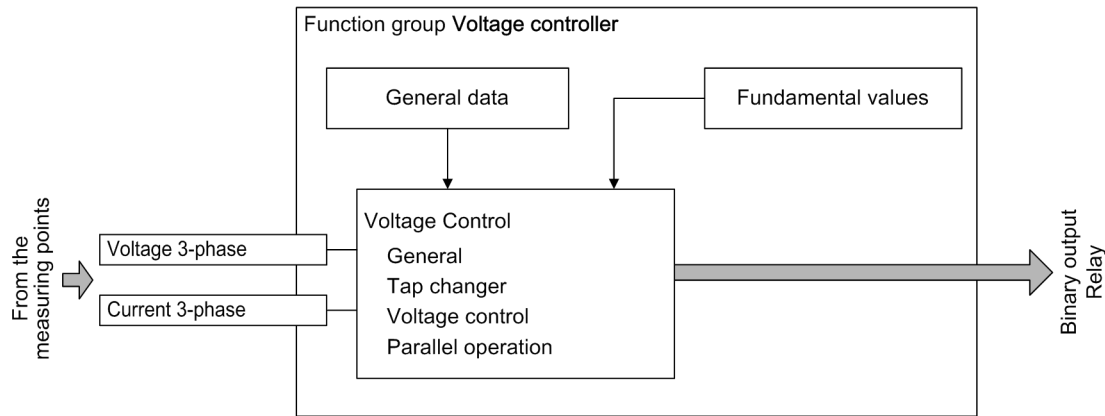 Function group Voltage controller
General data
Fundamental values
From the
measuring points
Voltage 3-phase
Current 3-phase
Voltage Control
General
Tap changer
Voltage control
Parallel operation
Binary output
Relay